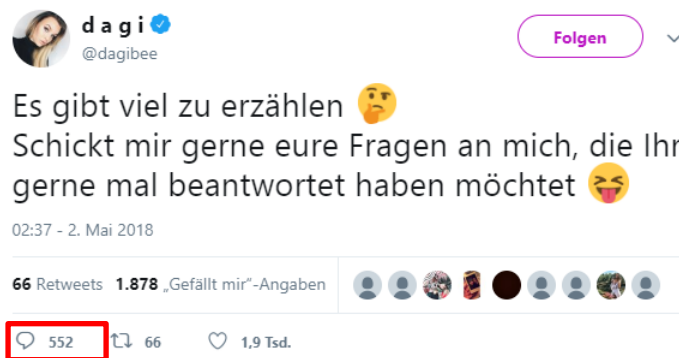 d a g i
@dagibee
Folgen
Es gibt viel zu erzählen 🤔
Schickt mir gerne eure Fragen an mich, die Ihr
gerne mal beantwortet haben möchtet 😝
02:37 - 2. Mai 2018
66 Retweets 1.878 „Gefällt mir“-Angaben
552 66 1,9 Tsd.